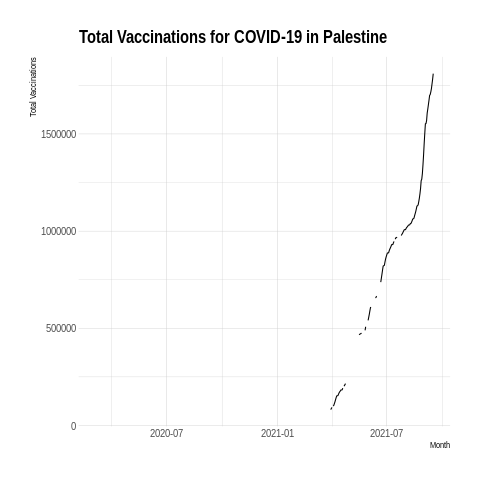 Total Vaccinations for COVID-19 in Palestine
Total Vaccinations
1500000
1000000
500000
0
2020-07 2021-01 2021-07
Month